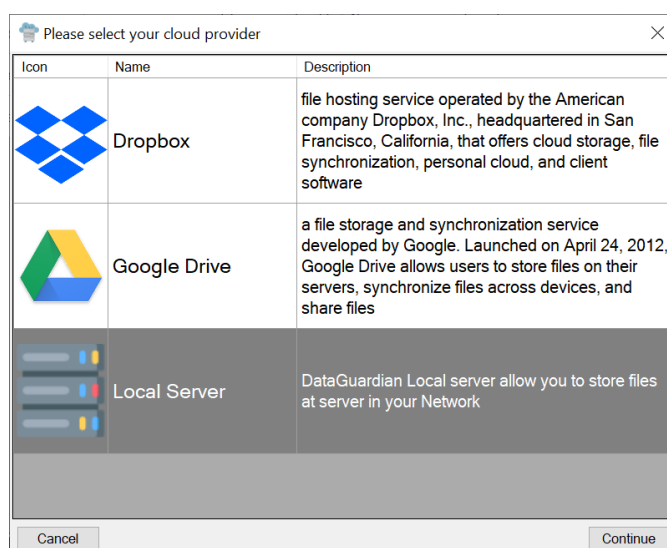 Please select your cloud provider
Icon Name Description
Dropbox
file hosting service operated by the American
company Dropbox, Inc., headquartered in San
Francisco, California, that offers cloud storage, file
synchronization, personal cloud, and client
software
Google Drive
a file storage and synchronization service
developed by Google. Launched on April 24, 2012,
Google Drive allows users to store files on their
servers, synchronize files across devices, and
share files
Local Server
DataGuardian Local server allow you to store files
at server in your Network
Cancel Continue